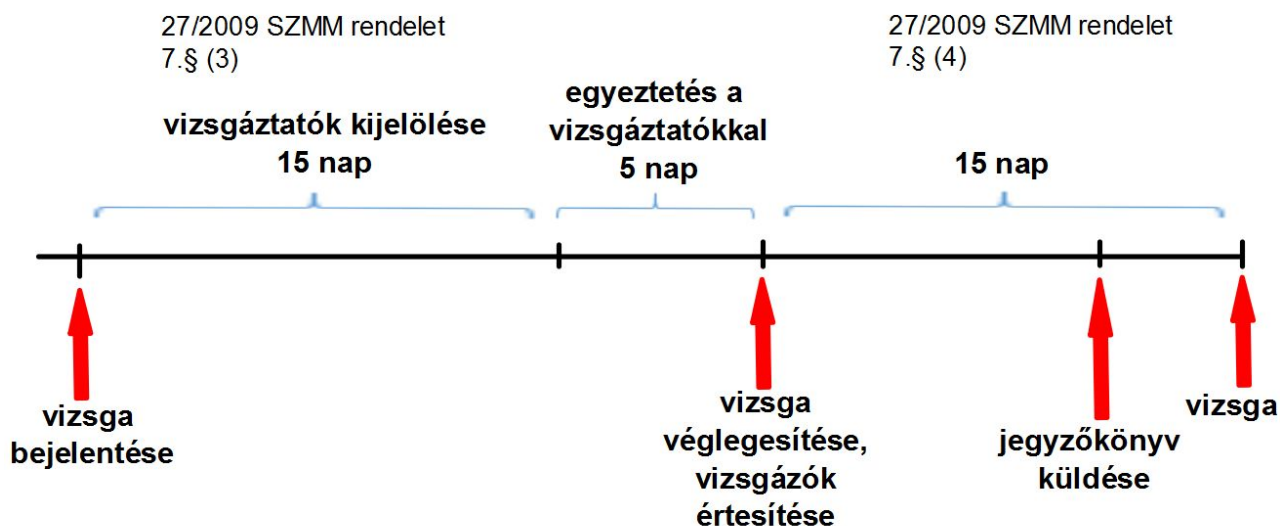 27/2009 SZMM rendelet
7.§ (3)
vizsgáztatók kijelölése
15 nap
egyeztetés a
vizsgáztatókkal
5 nap
27/2009 SZMM rendelet
7.§ (4)
15 nap
vizsga
bejelentése
vizsga
véglegesítése,
vizsgázók
értesítése
jegyzőkönyv
küldése
vizsga